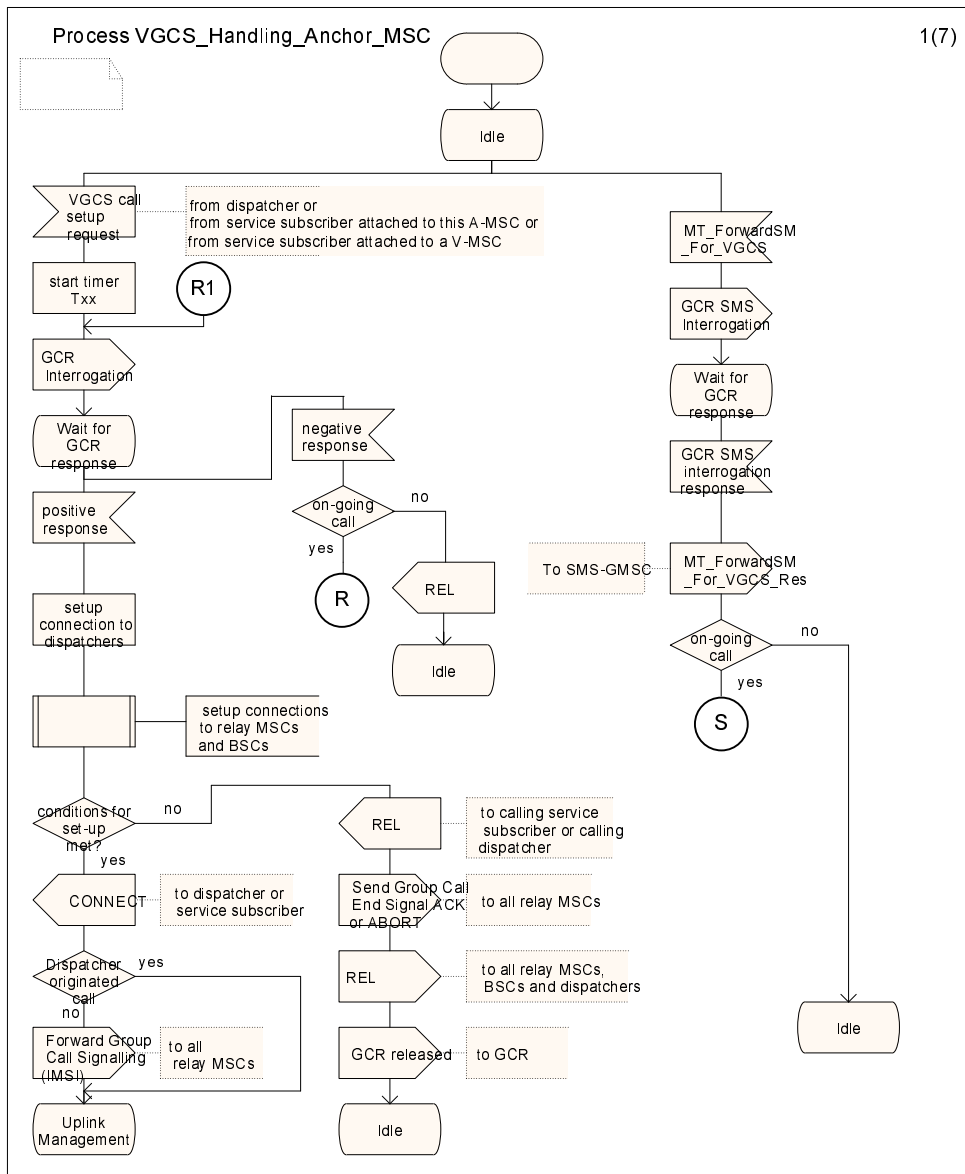 Process VGCS_Handling_Anchor_MSC
1(7)
Idle
VGCS call
setup
request
from dispatcher or
from service subscriber attached to this A-MSC or
from service subscriber attached to a V-MSC
MT_ForwardSM
_For_VGCS
start timer
Txx
R1
GCR SMS
Interrogation
GCR
Interrogation
Wait for
GCR
response
Wait for
GCR
response
negative
response
GCR SMS
interrogation
response
positive
response
on-going
call
no
yes
To SMS-GMSC
MT_ForwardSM
_For_VGCS_Res
REL
R
setup
connection to
dispatchers
on-going
call
no
yes
Idle
S
setup connections
to relay MSCs
and BSCs
conditions for
set-up
met?
no
yes
REL
to calling service
subscriber or calling
dispatcher
CONNECT
to dispatcher or
service subscriber
Send Group Call
End Signal ACK
or ABORT
to all relay MSCs
Dispatcher
originated
call
yes
no
REL
to all relay MSCs,
BSCs and dispatchers
Idle
Forward Group
Call Signalling
(IMSI)
to all
relay MSCs
GCR released
to GCR
Uplink
Management
Idle